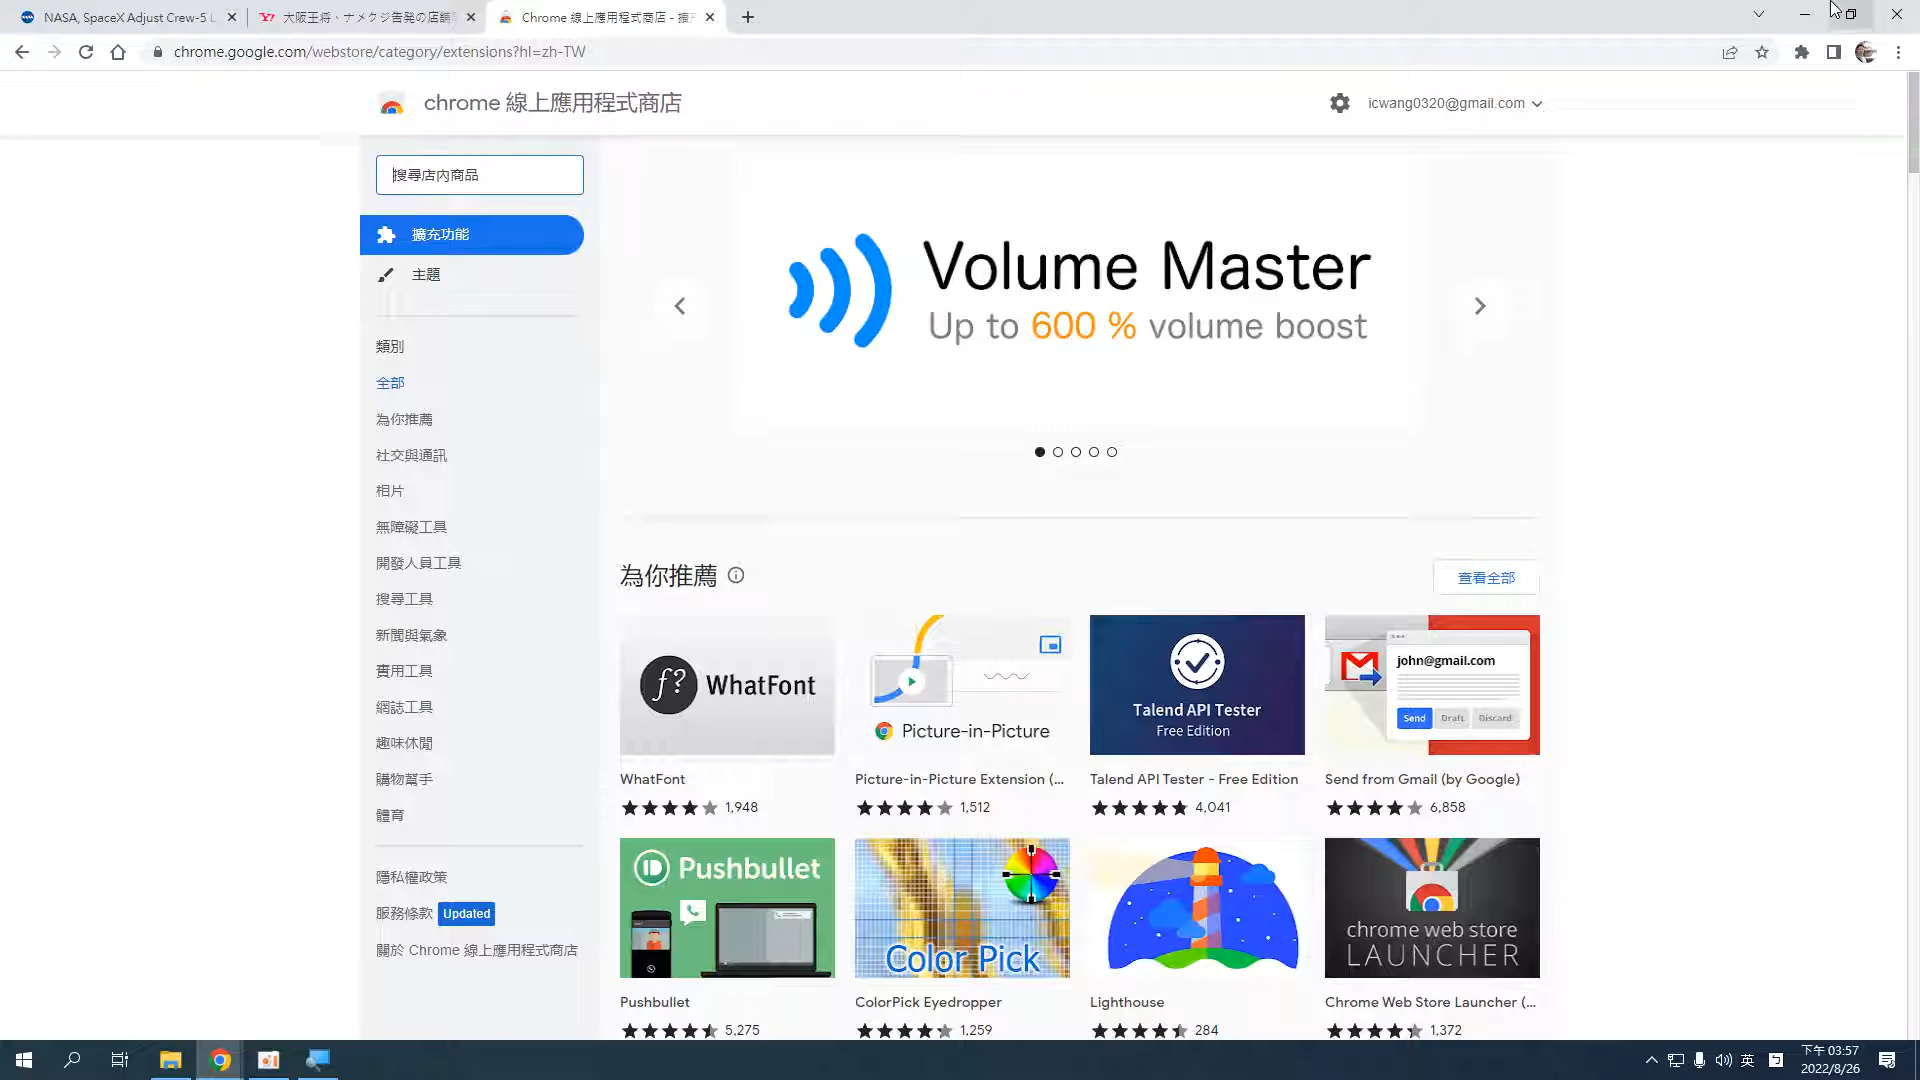 NASA, SpaceX Adjust Crew-5 L
大阪王将、ナメクジ告発の店舗
Chrome 線上應用程式商店 - 擴
chrome.google.com/webstore/category/extensions?hl=zh-TW
chrome 線上應用程式商店
icwang0320@gmail.com
搜尋店內商品
擴充功能
主題
類別
全部
為你推薦
社交與通訊
相片
無障礙工具
開發人員工具
搜尋工具
新聞與氣象
實用工具
網誌工具
趣味休閒
購物幫手
體育
隱私權政策
服務條款 Updated
關於 Chrome 線上應用程式商店
Volume Master
Up to 600 % volume boost
為你推薦
查看全部
f? WhatFont
Picture-in-Picture
Talend API Tester
Free Edition
john@gmail.com
Send Draft Discard
WhatFont
1,948
Picture-in-Picture Extension (...
1,512
Talend API Tester - Free Edition
4,041
Send from Gmail (by Google)
6,858
Pushbullet
Color Pick
chrome web store
LAUNCHER
Pushbullet
5,275
ColorPick Eyedropper
1,259
Lighthouse
284
Chrome Web Store Launcher (...
1,372
英
下午 03:57
2022/8/26